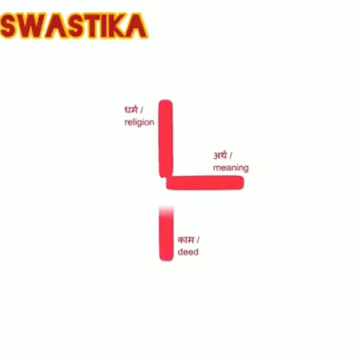 SWASTIKA
धर्म /
religion
अर्थ /
meaning
काम /
deed